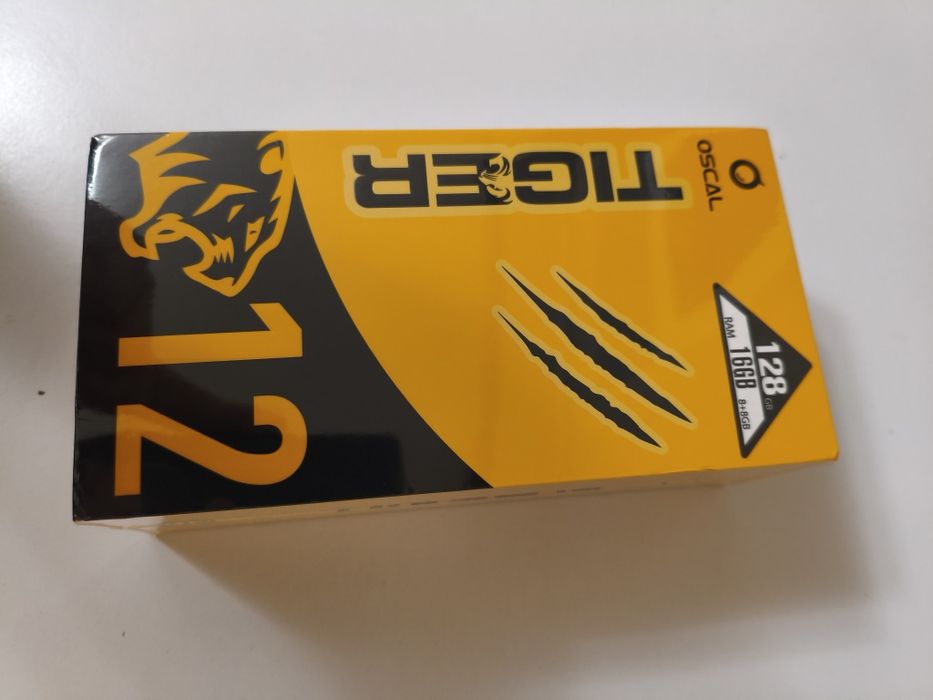 OSCAL
TIGER
128 GB
RAM 16GB 8+8GB
12